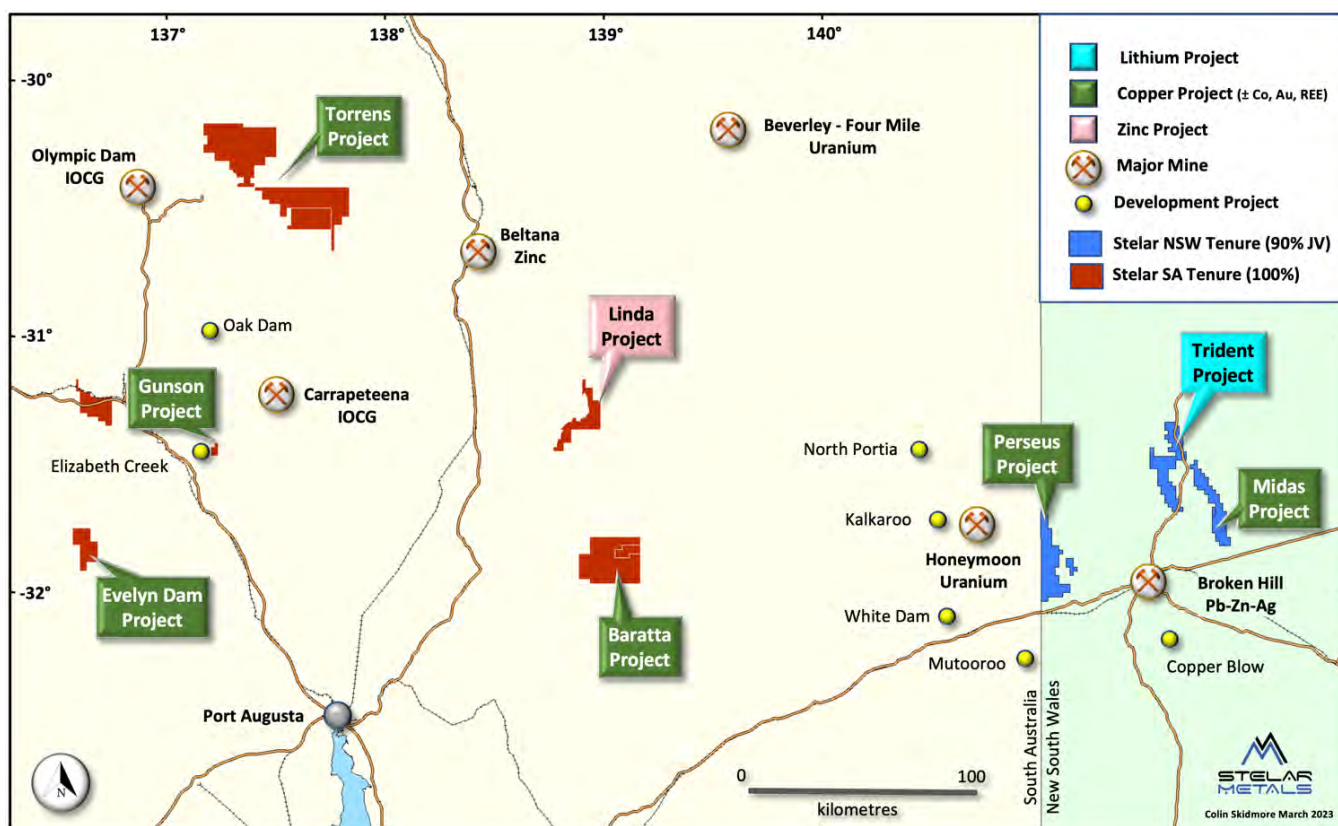 137°
138°
139°
140°
-30°
-31°
-32°
Torrens
Project
Olympic Dam
IOCG
Beverley - Four Mile
Uranium
Beltana
Zinc
Oak Dam
Linda
Project
Gunson
Project
Carrapeteena
IOCG
Elizabeth Creek
North Portia
Perseus
Project
Trident
Project
Midas
Project
Kalkaroo
Honeymoon
Uranium
Evelyn Dam
Project
Baratta
Project
White Dam
Mutooroo
Broken Hill
Pb-Zn-Ag
Copper Blow
Port Augusta
South Australia
New South Wales
0
100
kilometres
N
Lithium Project
Copper Project (± Co, Au, REE)
Zinc Project
Major Mine
Development Project
Stelar NSW Tenure (90% JV)
Stelar SA Tenure (100%)
STELAR
METALS
Colin Skidmore March 2023